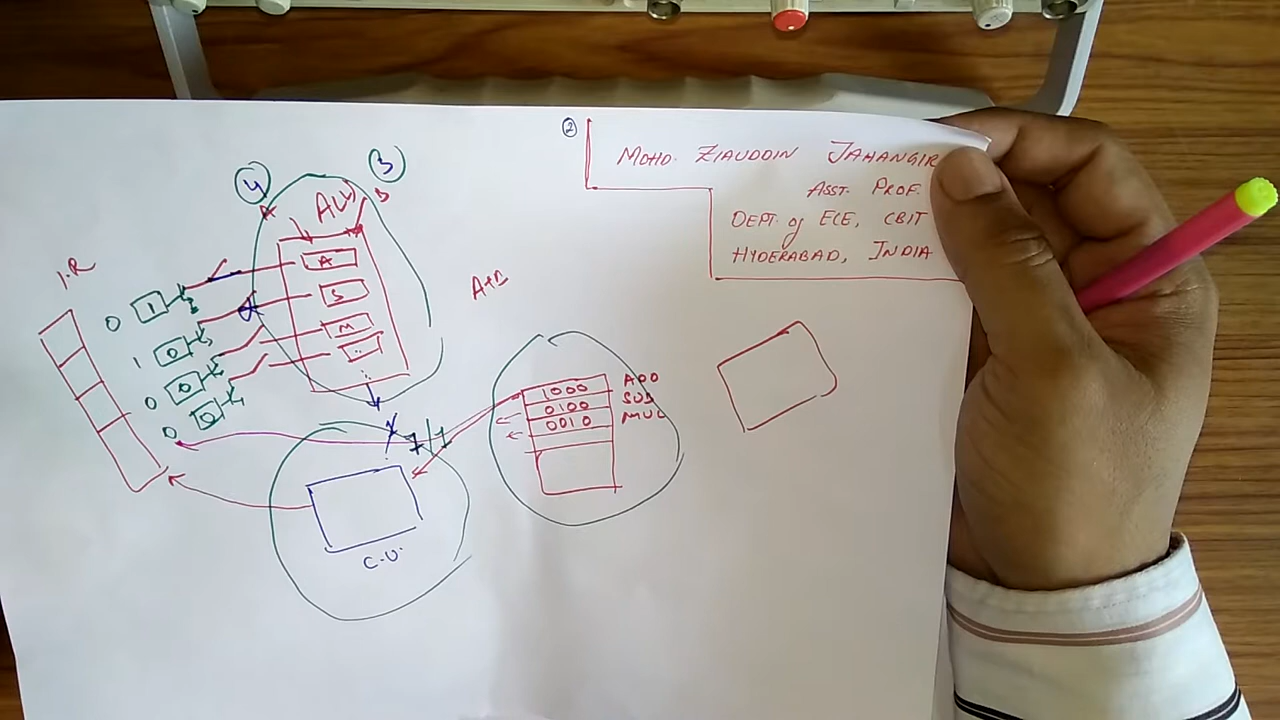 ②
MOHD. ZIAUDDIN JAHANGIR
ASST. PROF.
DEPT. of ECE, CBIT
HYDERABAD, INDIA
4
3
A
ALU
B
I.R
A
S
M
A+B
0
1
1
0
0
0
0
0
1000 ADD
0100 SUB
0010 MUL
C.U.